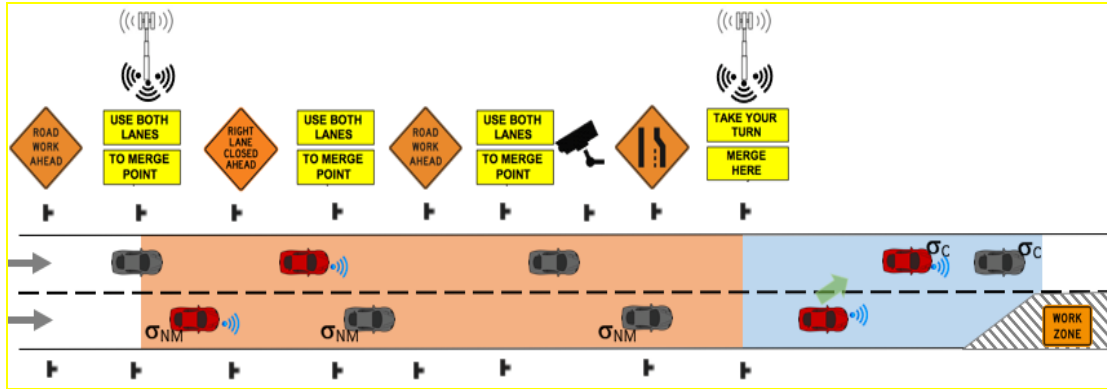 ROAD
WORK
AHEAD
USE BOTH
LANES
TO MERGE
POINT
RIGHT
LANE
CLOSED
AHEAD
USE BOTH
LANES
TO MERGE
POINT
ROAD
WORK
AHEAD
USE BOTH
LANES
TO MERGE
POINT
TAKE YOUR
TURN
MERGE
HERE
σC
σC
σNM
σNM
σNM
WORK
ZONE